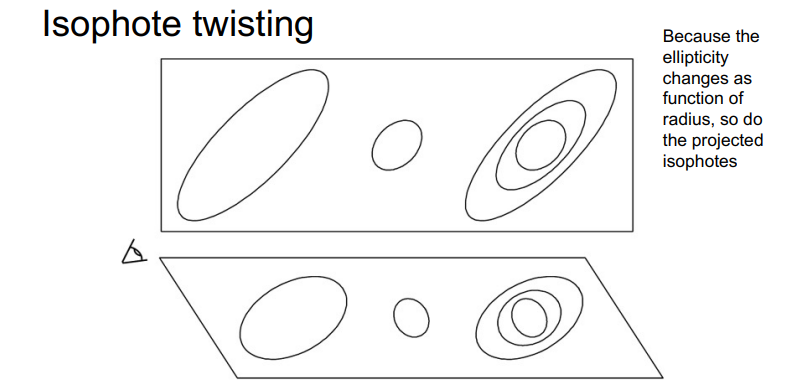 Isophote twisting
Because the
ellipticity
changes as
function of
radius, so do
the projected
isophotes